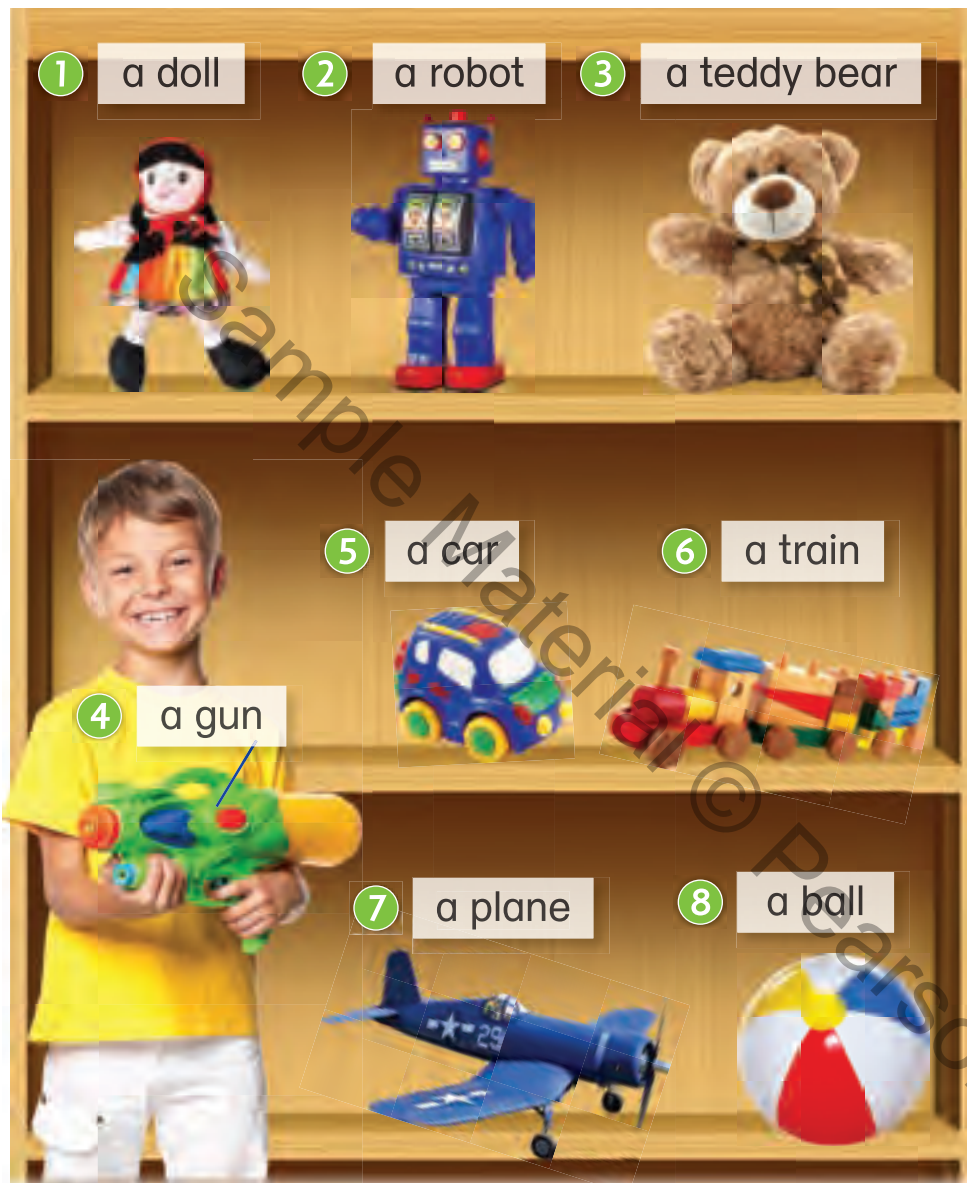 1 a doll
2 a robot
3 a teddy bear
5 a car
6 a train
4 a gun
7 a plane
8 a ball
29
Sample Material © Pearso